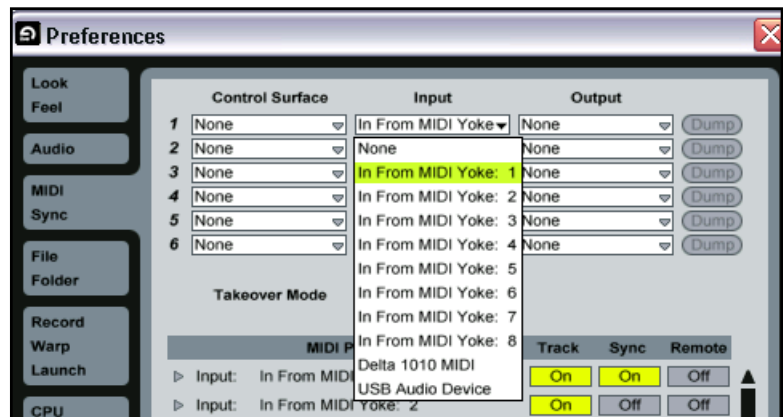 Preferences
Look
Feel
Audio
MIDI
Sync
File
Folder
Record
Warp
Launch
CPU
Control Surface Input Output
1 None In From MIDI Yoke None Dump
2 None None Dump
3 None None Dump
4 None None Dump
5 None None Dump
6 None None Dump
None
In From MIDI Yoke: 1
In From MIDI Yoke: 2
In From MIDI Yoke: 3
In From MIDI Yoke: 4
In From MIDI Yoke: 5
In From MIDI Yoke: 6
In From MIDI Yoke: 7
In From MIDI Yoke: 8
Delta 1010 MIDI
USB Audio Device
Takeover Mode
MIDI P Track Sync Remote
Input: In From MIDI On On Off
Input: In From MIDI Yoke: 2 On Off Off